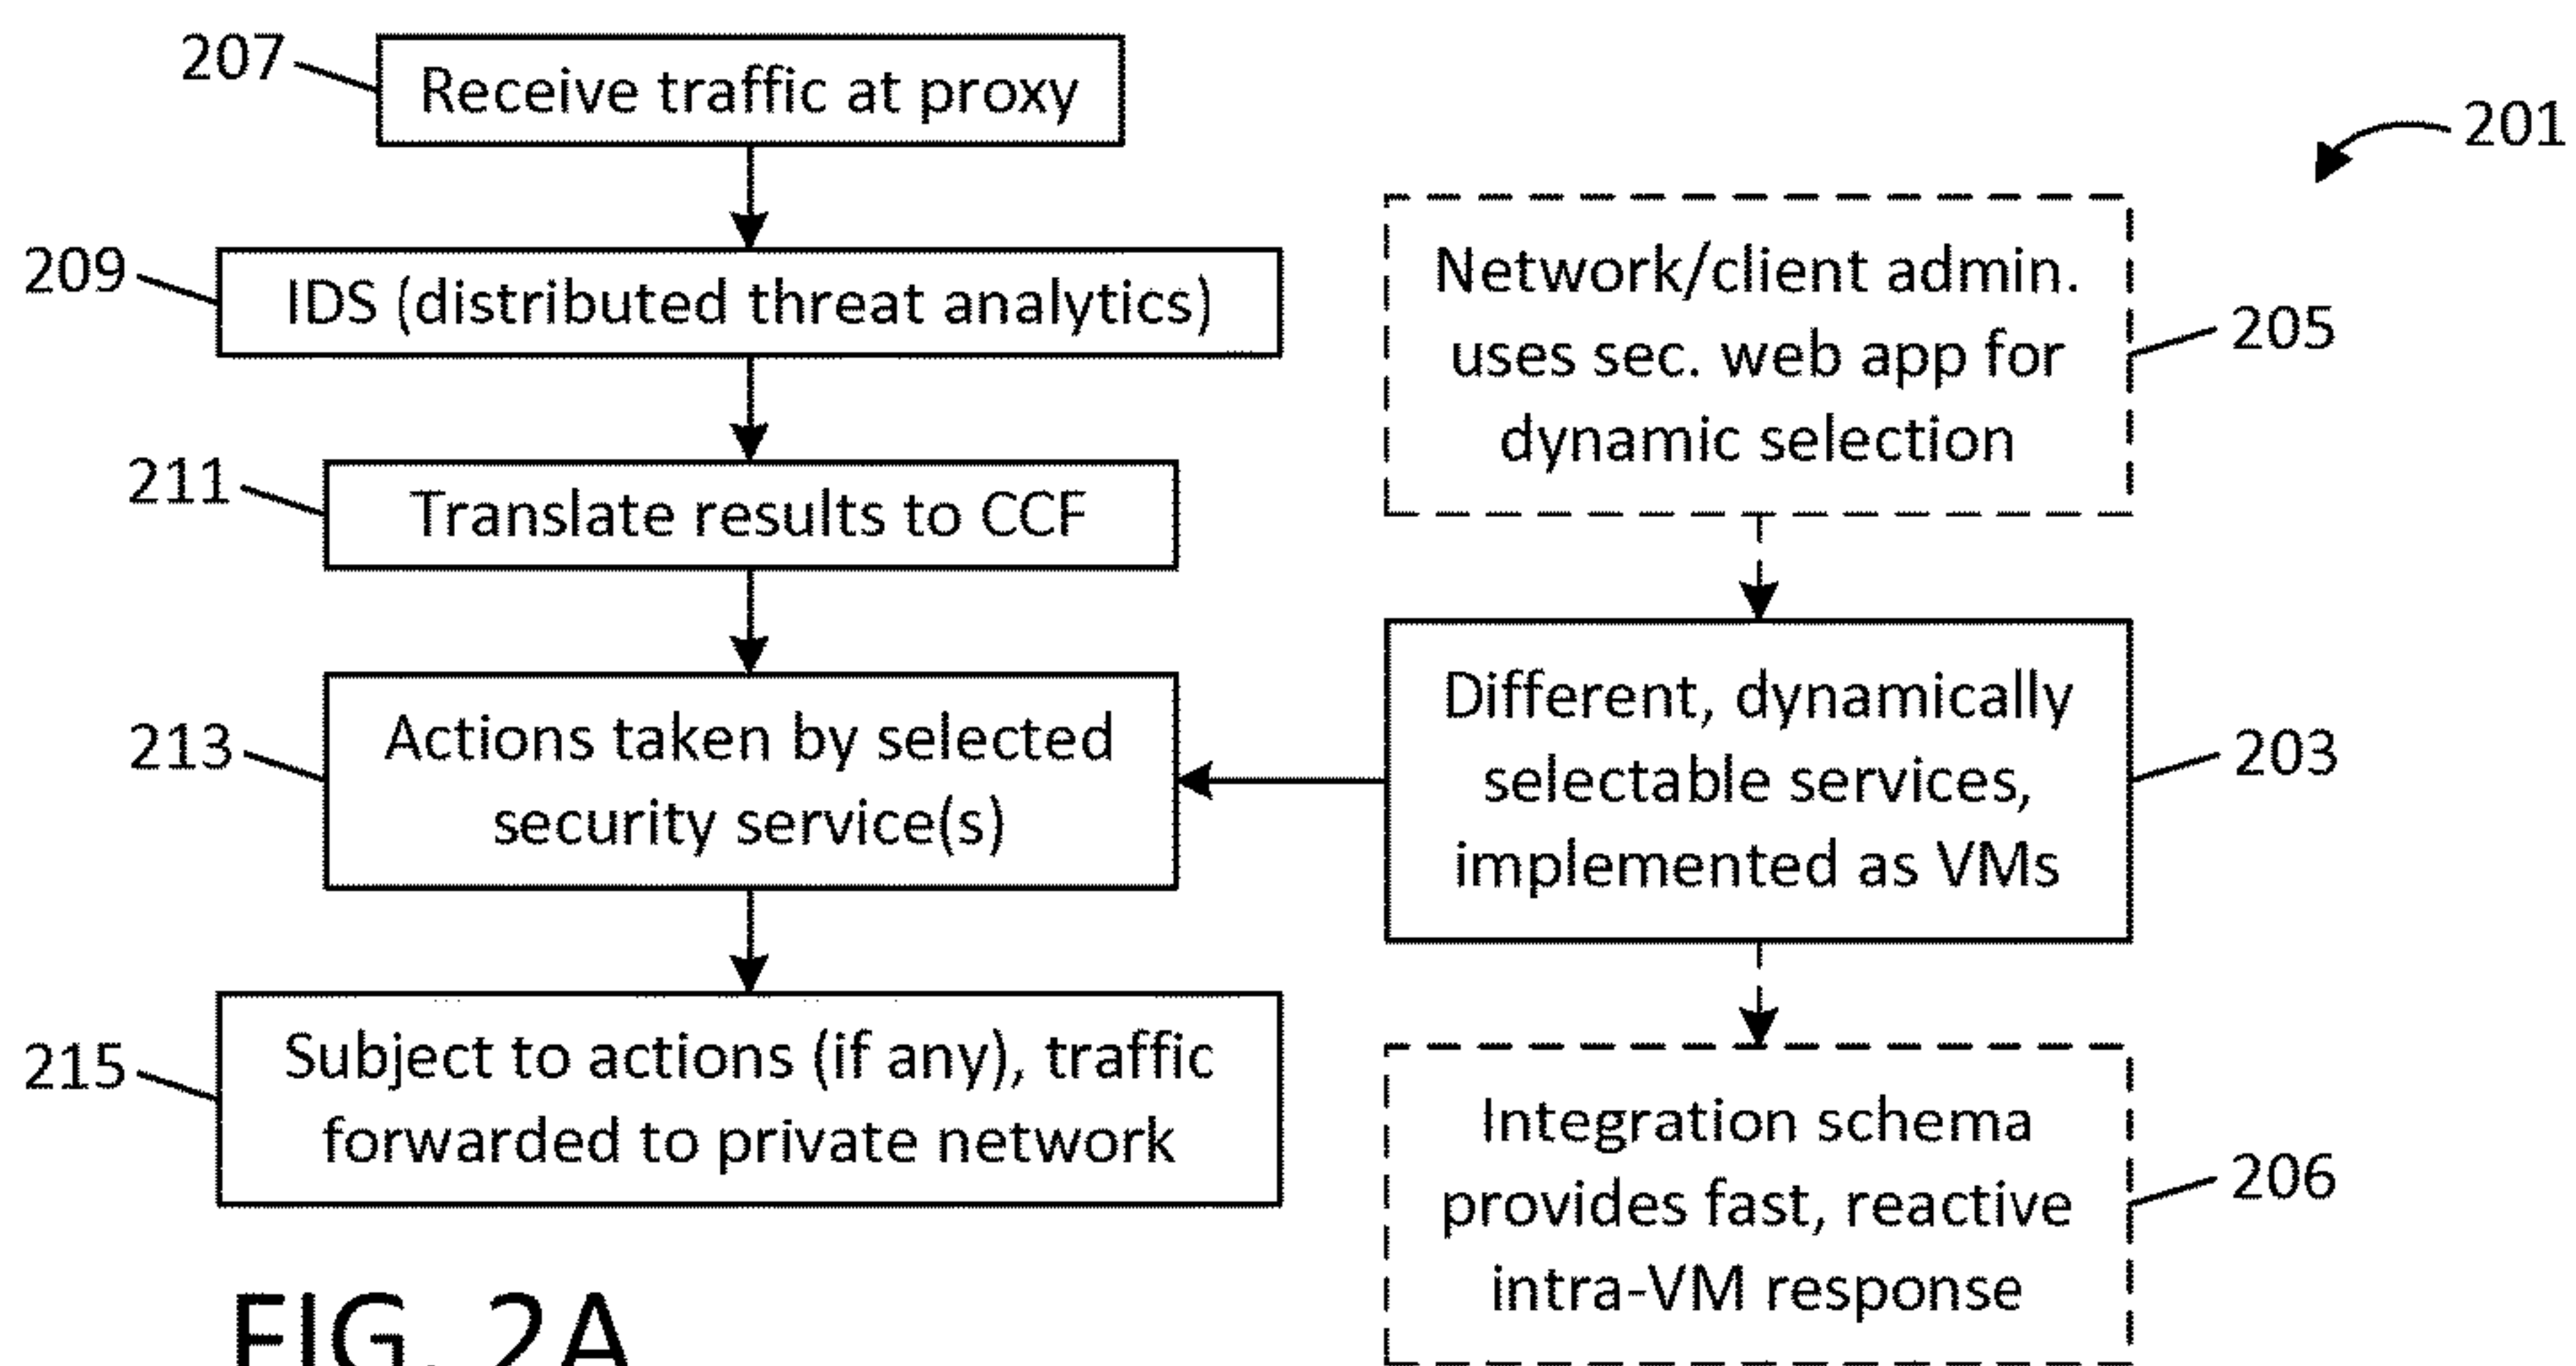 207
Receive traffic at proxy
201
209
IDS (distributed threat analytics)
Network/client admin.
uses sec. web app for
dynamic selection
205
211
Translate results to CCF
213
Actions taken by selected
security service(s)
Different, dynamically
selectable services,
implemented as VMs
203
215
Subject to actions (if any), traffic
forwarded to private network
Integration schema
provides fast, reactive
intra-VM response
206
FIG. 2A